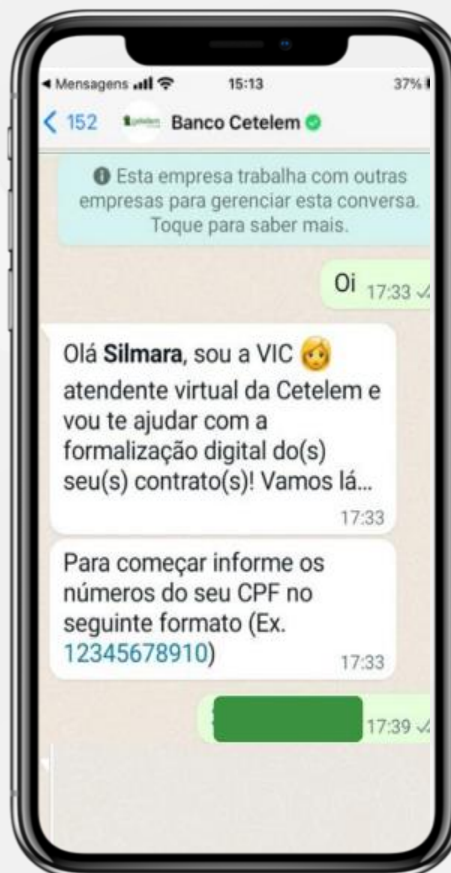 Mensagens 15:13 37%
152 Banco Cetelem
Esta empresa trabalha com outras
empresas para gerenciar esta conversa.
Toque para saber mais.
Oi 17:33
Olá Silmara, sou a VIC
atendente virtual da Cetelem e
vou te ajudar com a
formalização digital do(s)
seu(s) contrato(s)! Vamos lá...
17:33
Para começar informe os
números do seu CPF no
seguinte formato (Ex.
12345678910)
17:33
17:39